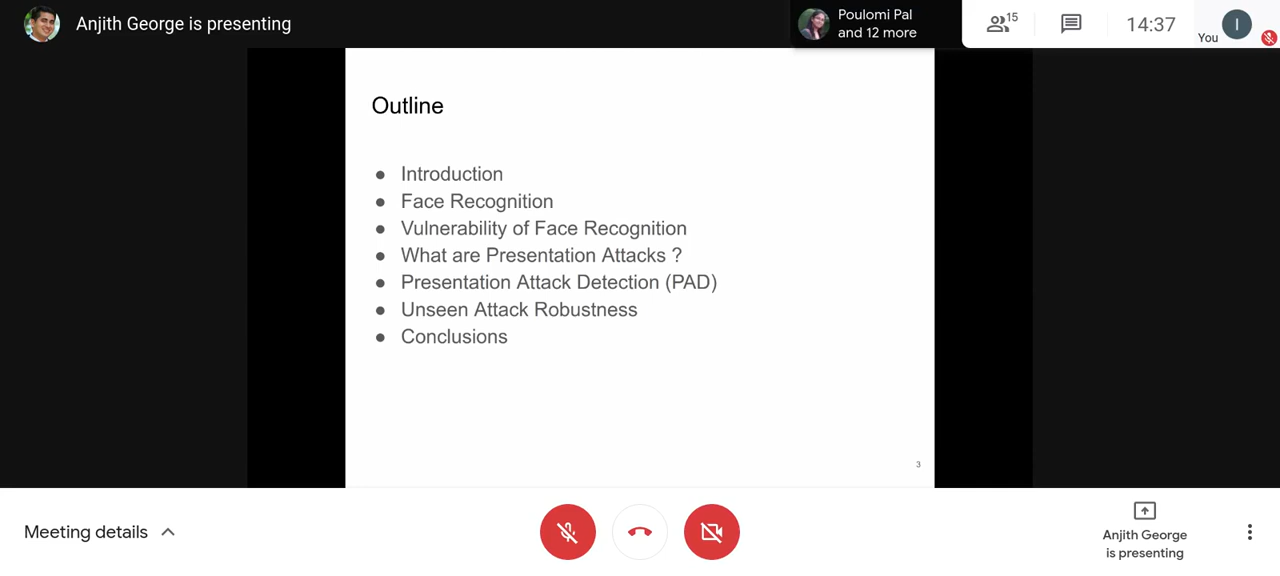 Anjith George is presenting
Poulomi Pal
and 12 more
15
14:37
You
I
Outline
● Introduction
● Face Recognition
● Vulnerability of Face Recognition
● What are Presentation Attacks ?
● Presentation Attack Detection (PAD)
● Unseen Attack Robustness
● Conclusions
3
Meeting details
Anjith George
is presenting